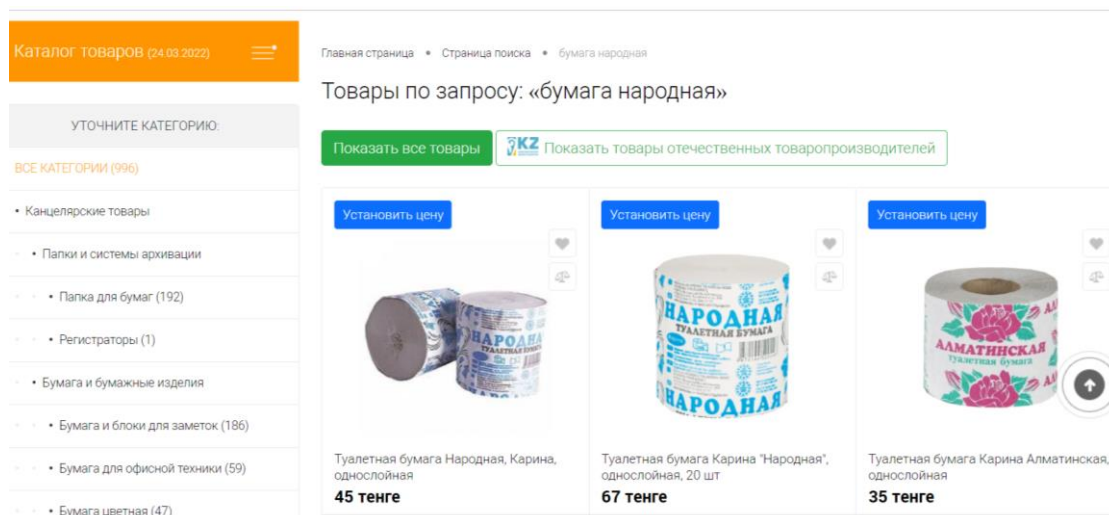 Каталог товаров (24.03.2022)
УТОЧНИТЕ КАТЕГОРИЮ:
ВСЕ КАТЕГОРИИ (996)
• Канцелярские товары
• Папки и системы архивации
• Папка для бумаг (192)
• Регистраторы (1)
• Бумага и бумажные изделия
• Бумага и блоки для заметок (186)
• Бумага для офисной техники (59)
• Бумага цветная (47)
Главная страница • Страница поиска • бумага народная
Товары по запросу: «бумага народная»
Показать все товары
KZ Показать товары отечественных товаропроизводителей
Установить цену
НАРОДНА
Туалетная бумага Народная, Карина,
однослойная
45 тенге
Установить цену
НАРОДНАЯ
ТУАЛЕТНАЯ БУМАГА
НАРОДНАЯ
Туалетная бумага Карина "Народная",
однослойная, 20 шт
67 тенге
Установить цену
АЛМАТИНСКАЯ
туалетная бумага
Туалетная бумага Карина Алматинская,
однослойная
35 тенге